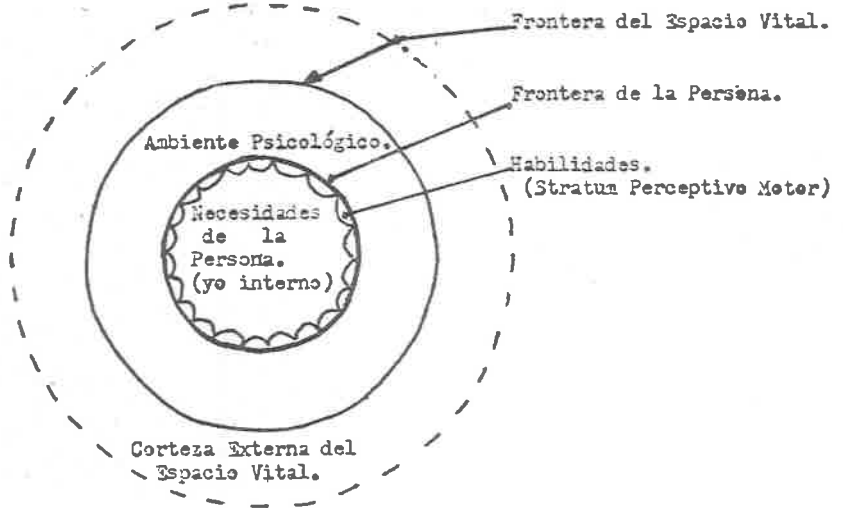 Frontera del Espacio Vital.
Frontera de la Persona.
Ambiente Psicológico.
Habilidades.
(Stratum Perceptivo Motor)
Necesidades
de la
Persona.
(yo interno)
Corteza Externa del
Espacio Vital.